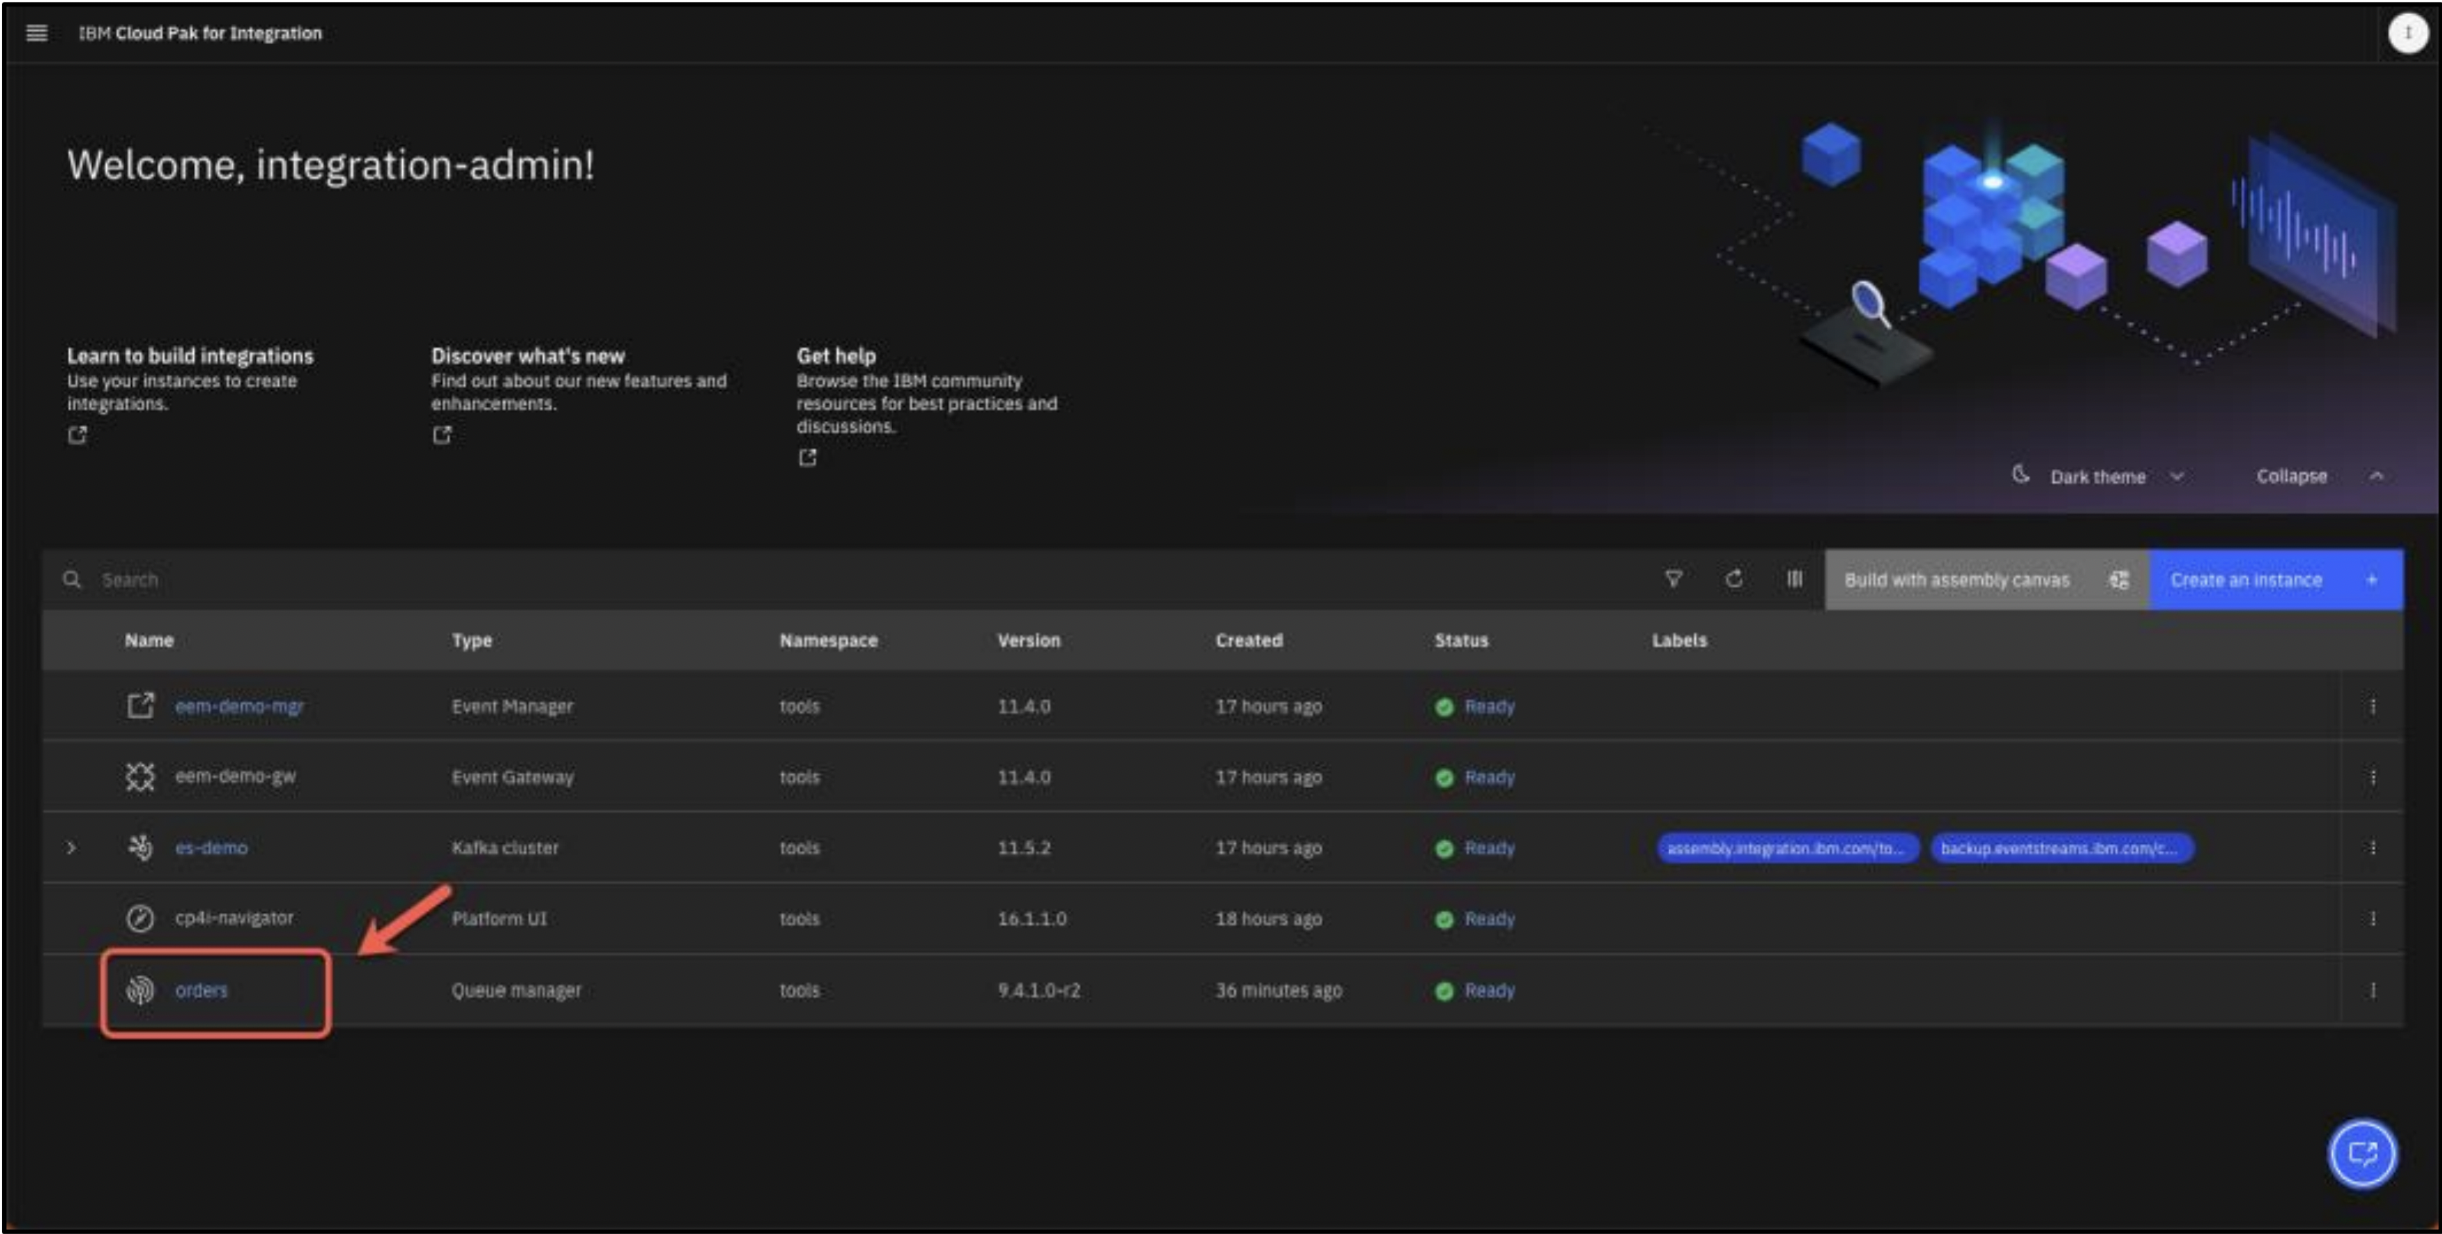 IBM Cloud Pak for Integration
I
Welcome, integration-admin!
Learn to build integrations
Use your instances to create
integrations.
Discover what's new
Find out about our new features and
enhancements.
Get help
Browse the IBM community
resources for best practices and
discussions.
Dark theme
Collapse
Search
Build with assembly canvas
Create an instance +
Name Type Namespace Version Created Status Labels
eem-demo-mgr Event Manager tools 11.4.0 17 hours ago Ready
eem-demo-gw Event Gateway tools 11.4.0 17 hours ago Ready
es-demo Kafka cluster tools 11.5.2 17 hours ago Ready assembly.integration.ibm.com/to... backup.eventstreams.ibm.com/c...
cp4i-navigator Platform UI tools 16.1.1.0 18 hours ago Ready
orders Queue manager tools 9.4.1.0-r2 36 minutes ago Ready